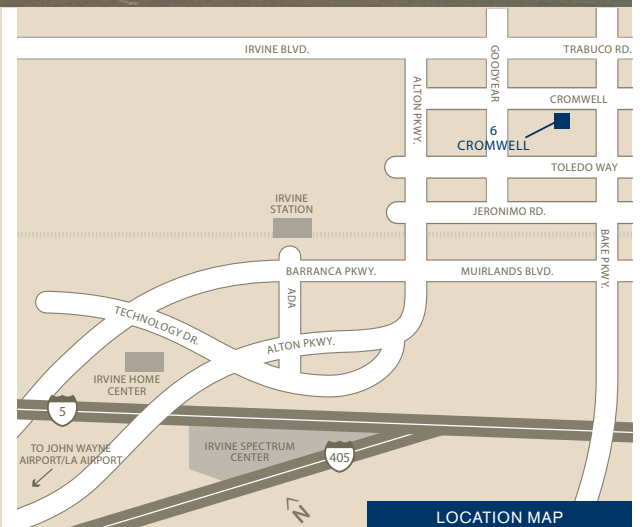 IRVINE BLVD.
TRABUCO RD.
GOODYEAR
ALTON PKWY.
CROMWELL
6
CROMWELL
TOLEDO WAY
IRVINE
STATION
JERONIMO RD.
BAKE PKWY.
BARRANCA PKWY.
MUIRLANDS BLVD.
ADA
TECHNOLOGY DR.
ALTON PKWY.
IRVINE HOME
CENTER
5
TO JOHN WAYNE
AIRPORT/LA AIRPORT
IRVINE SPECTRUM
CENTER
405
N
LOCATION MAP